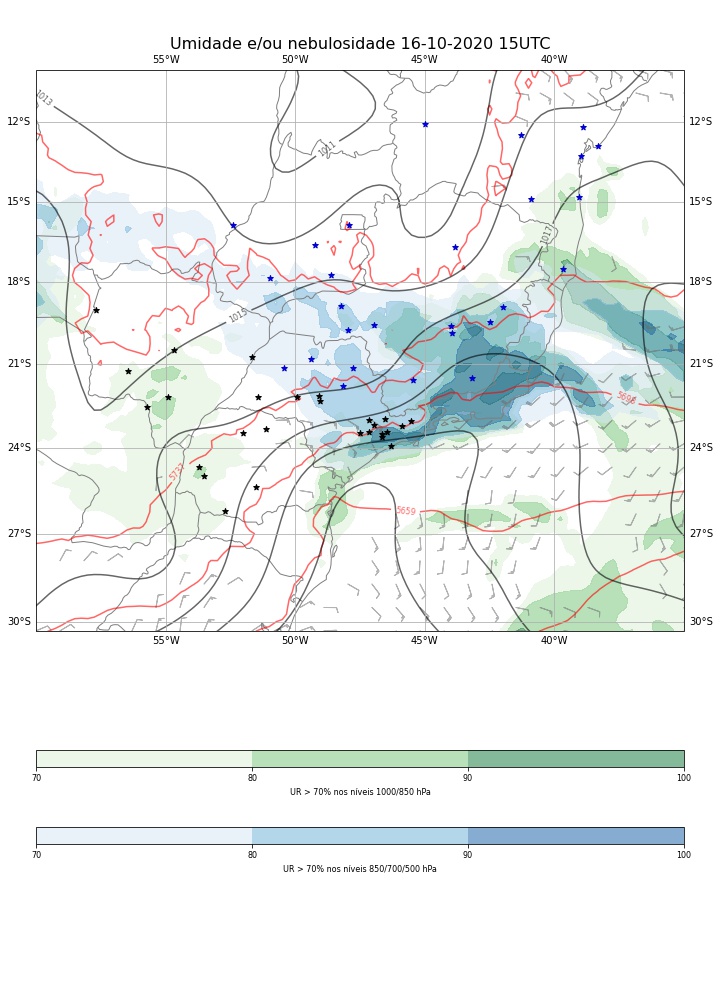 Umidade e/ou nebulosidade 16-10-2020 15UTC
55°W 50°W 45°W 40°W
1013
12°S 12°S
1011
15°S 15°S
1017
18°S 18°S
1015
21°S 21°S
5698
24°S 24°S
5737
5659
27°S 27°S
30°S 30°S
55°W 50°W 45°W 40°W
70 80 90 100
UR > 70% nos níveis 1000/850 hPa
70 80 90 100
UR > 70% nos níveis 850/700/500 hPa